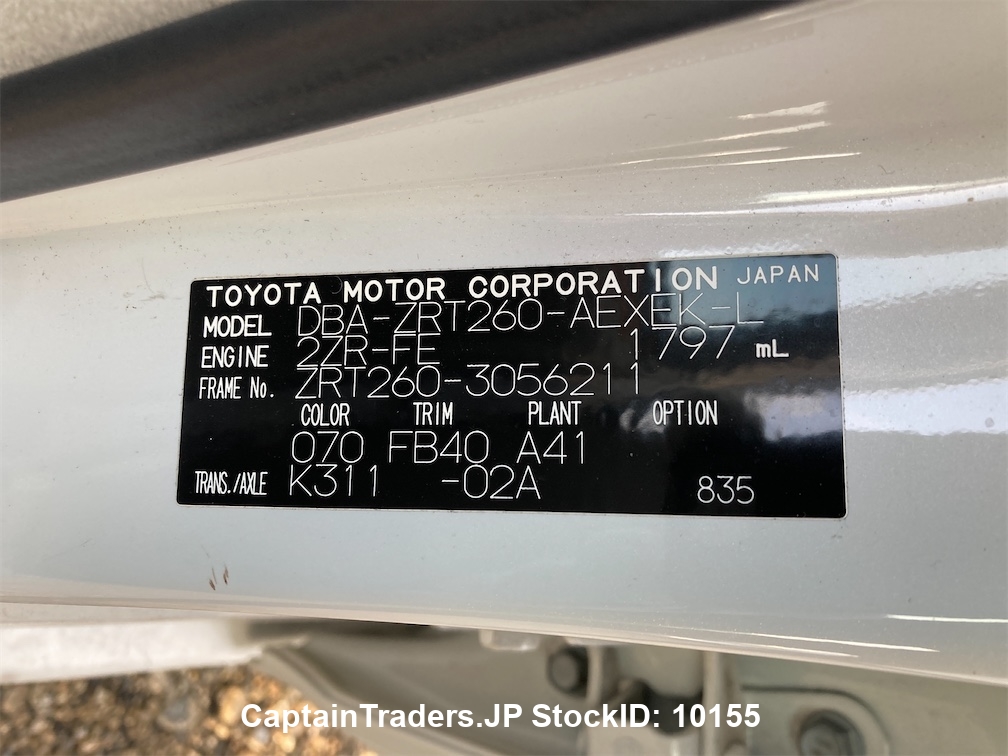 TOYOTA MOTOR CORPORATION JAPAN
MODEL DBA-ZRT260-AEXEK-L
ENGINE 2ZR-FE 1797 mL
FRAME No. ZRT260-3056211
COLOR TRIM PLANT OPTION
070 FB40 A41
TRANS./AXLE K311 -02A 835
CaptainTraders.JP StockID: 10155